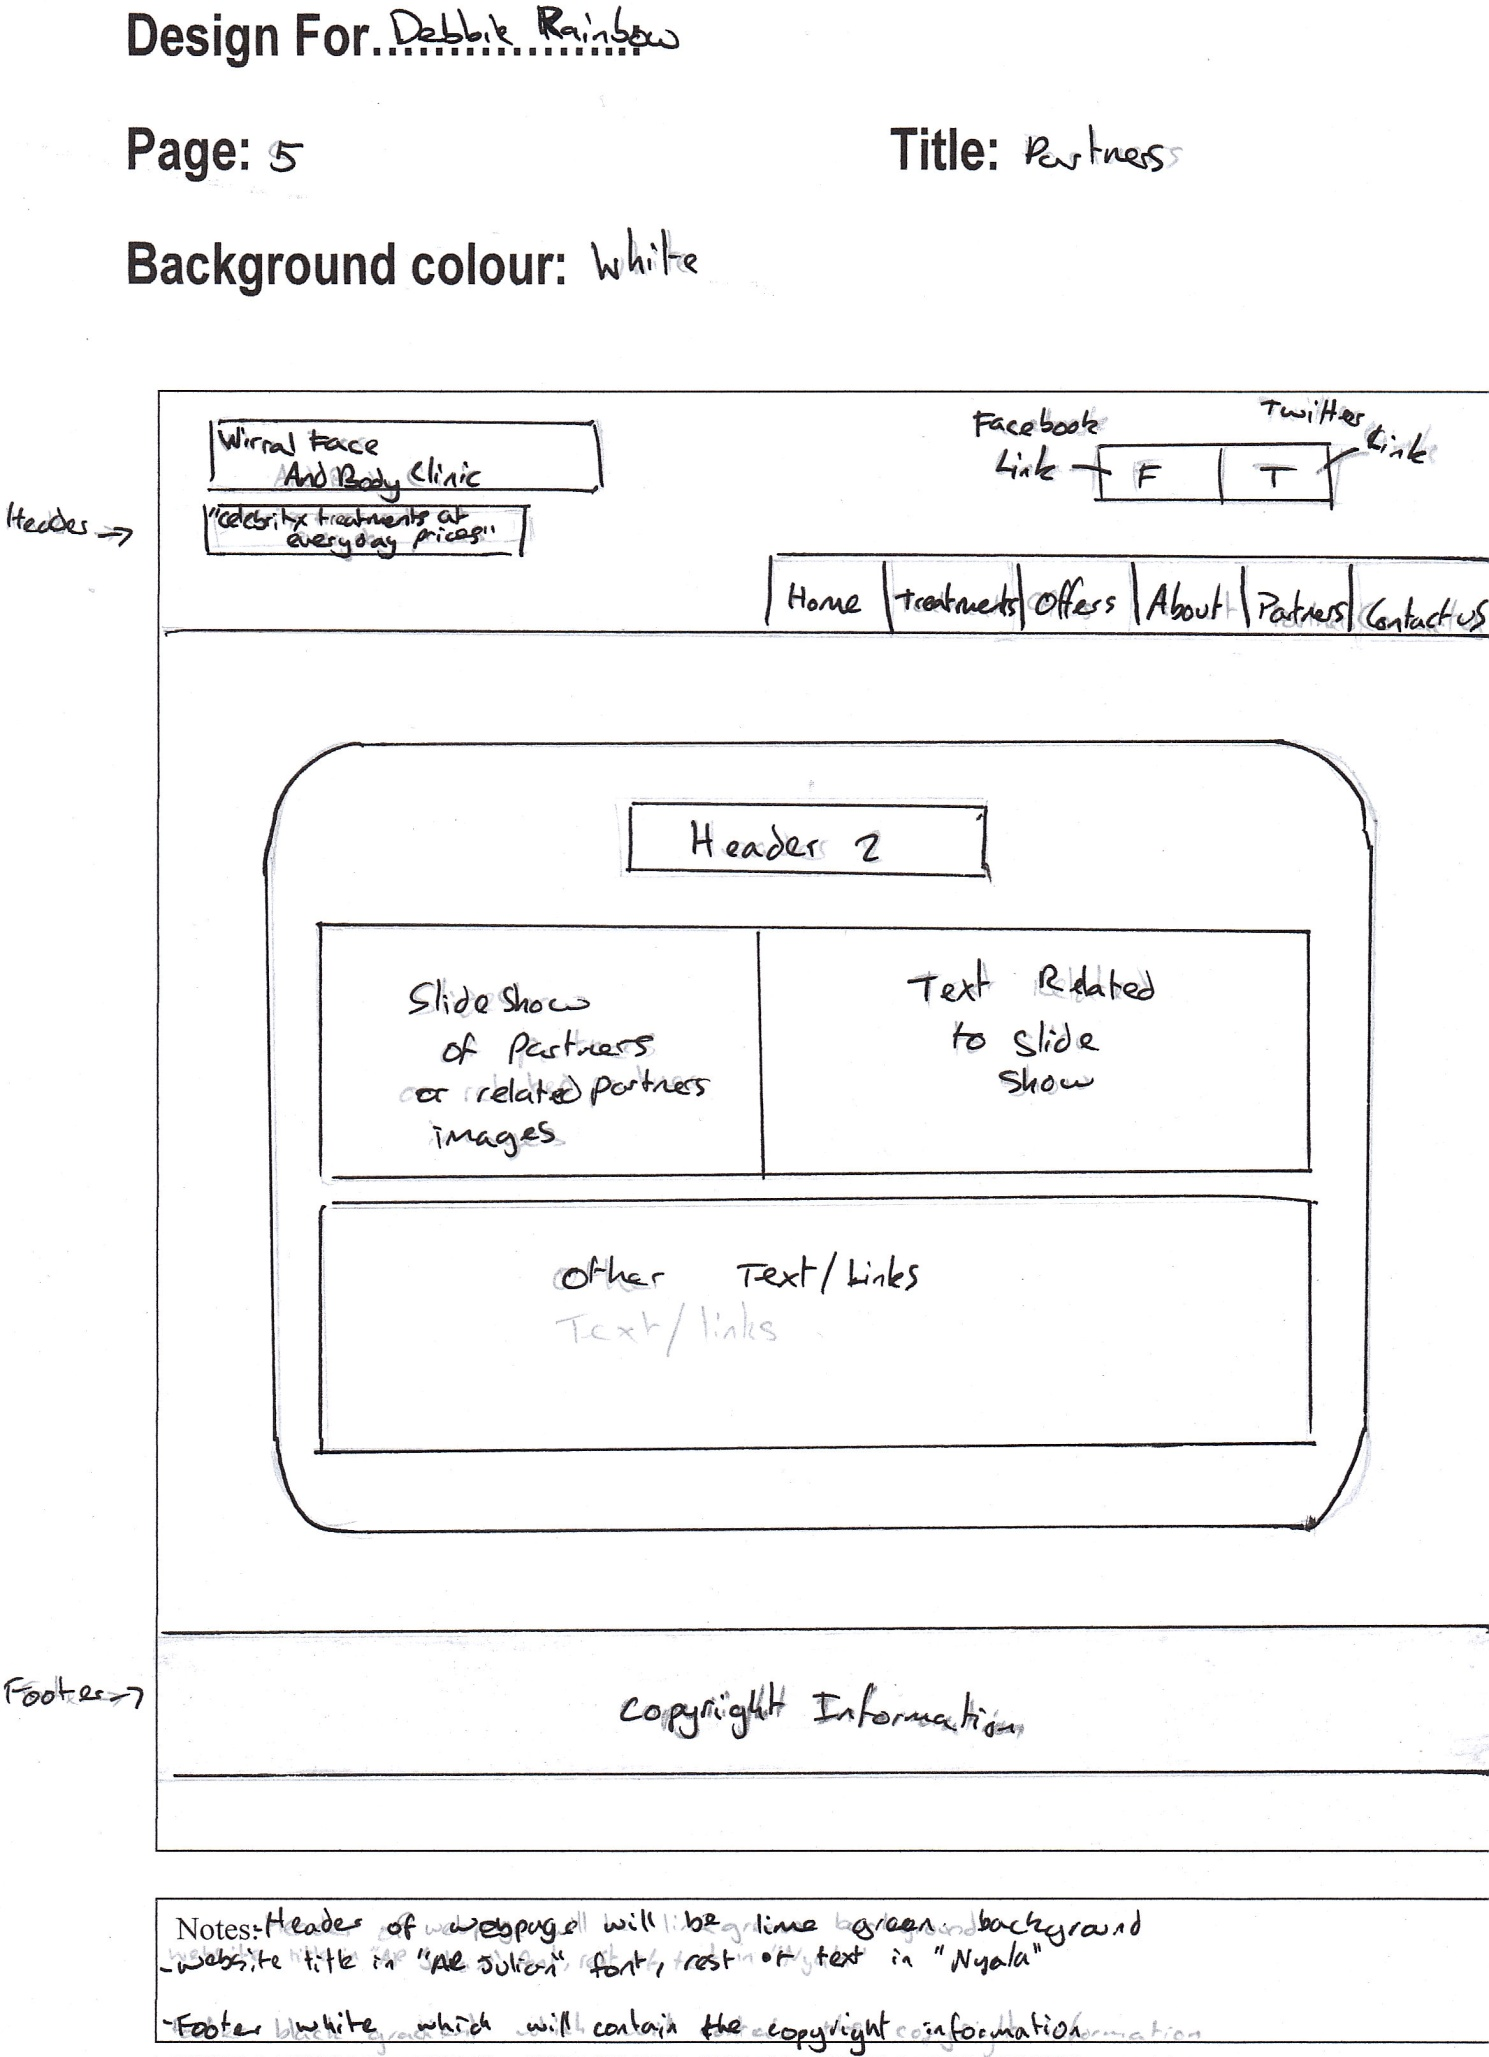 Design For Debbie Rainbow
Page: 5
Title: Partners
Background colour: White
Facebook
Link
Twitter
Link
Wirral Face
And Body Clinic
F
T
Header →
"celebrity treatments at
everyday prices"
Home
Treatments
Offers
About
Partners
Contact us
Header 2
Slide show
of Partners
or related partners
images
Text Related
to slide
show
other Text/Links
Text/links
Footer →
Copyright Information
Notes:- Header of webpage will be lime green background
- website title in "AR Julian" font, rest of text in "Nyala"
- Footer white which will contain the copyright information